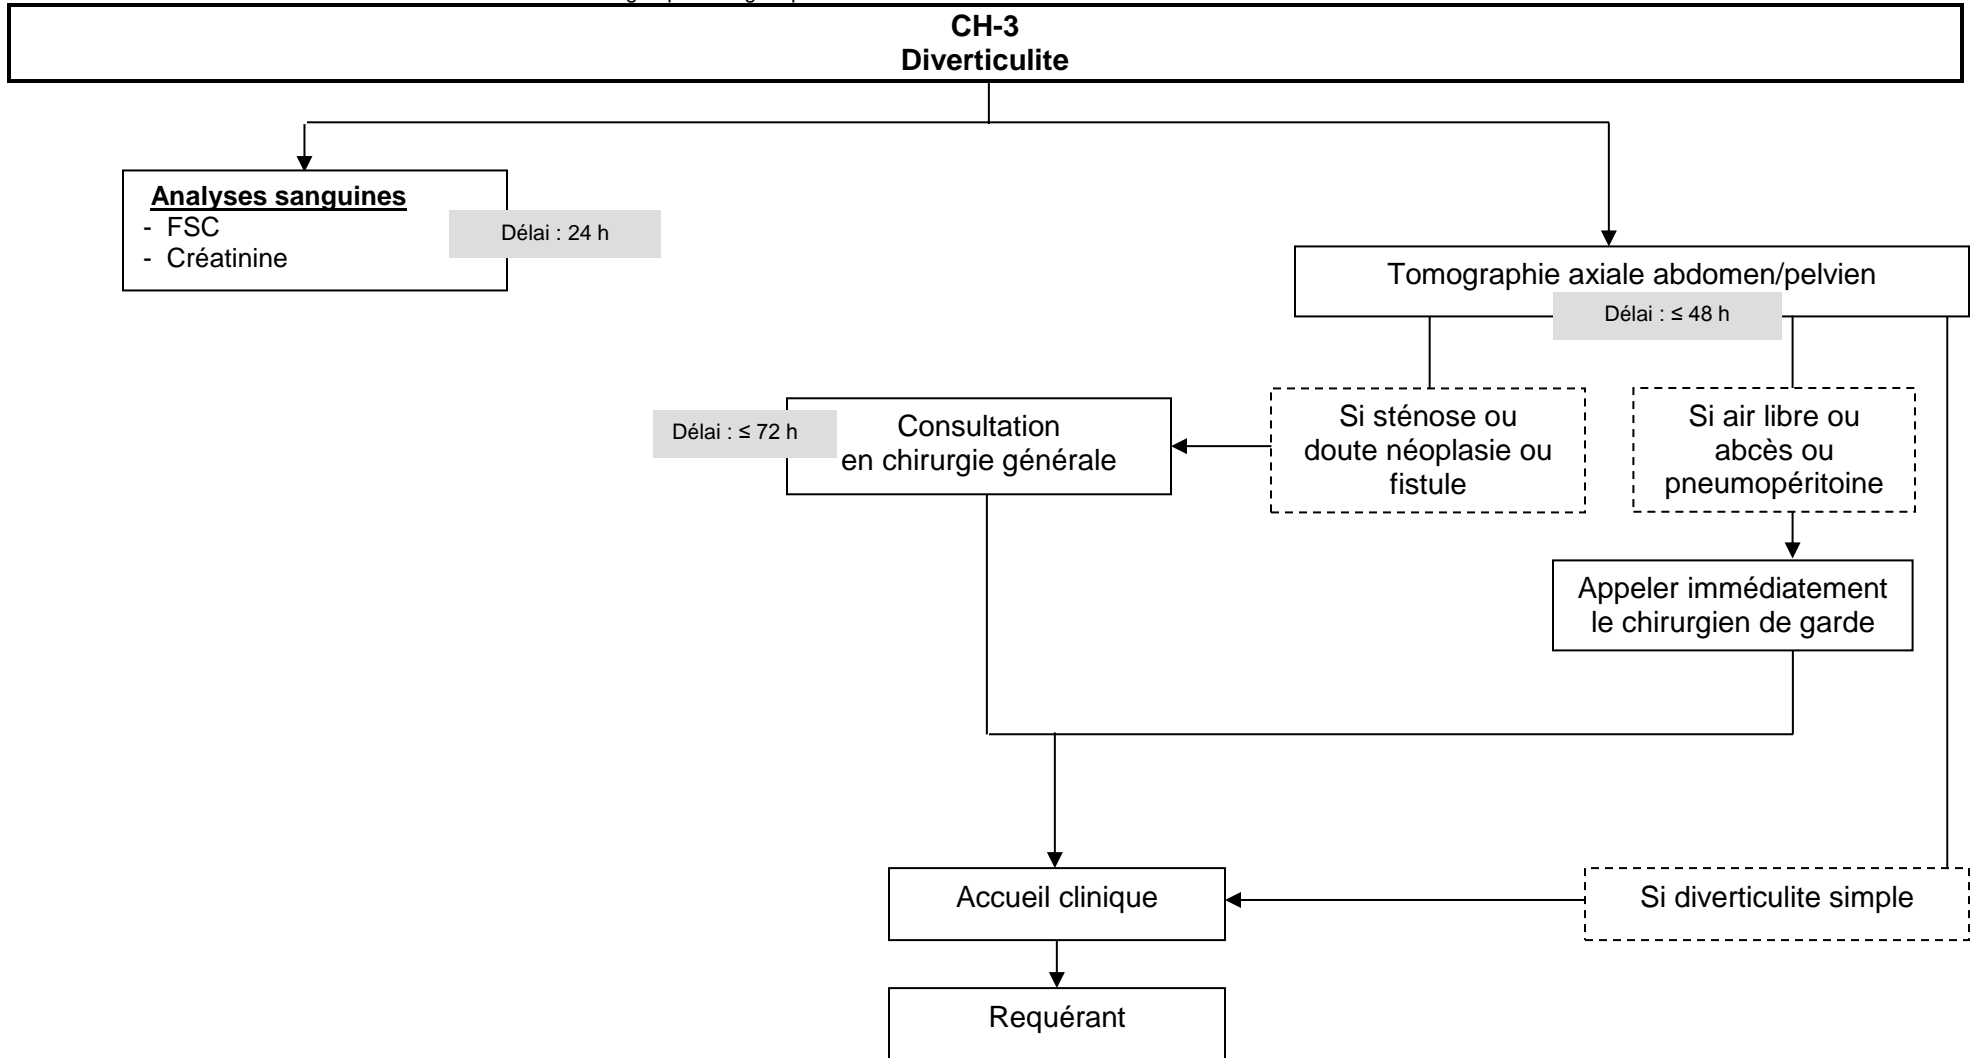 CH-3
Diverticulite
Analyses sanguines
- FSC
- Créatinine
Délai : 24 h
Tomographie axiale abdomen/pelvien
Délai : ≤ 48 h
Délai : ≤ 72 h
Consultation
en chirurgie générale
Si sténose ou
doute néoplasie ou
fistule
Si air libre ou
abcès ou
pneumopéritoine
Appeler immédiatement
le chirurgien de garde
Accueil clinique
Si diverticulite simple
Requérant